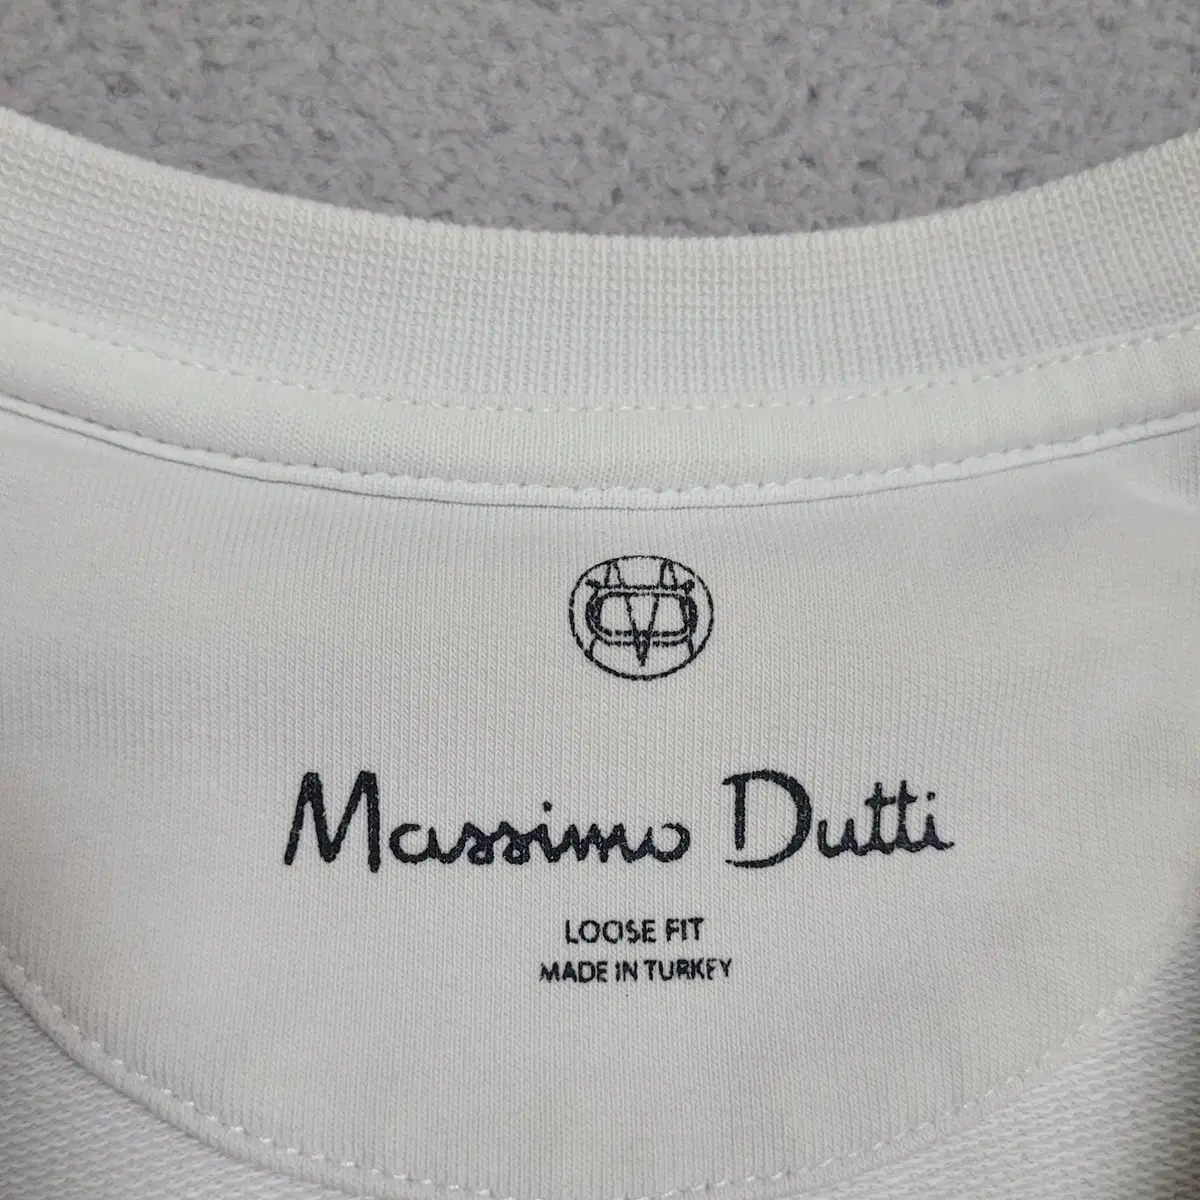 Massimo Dutti
LOOSE FIT
MADE IN TURKEY